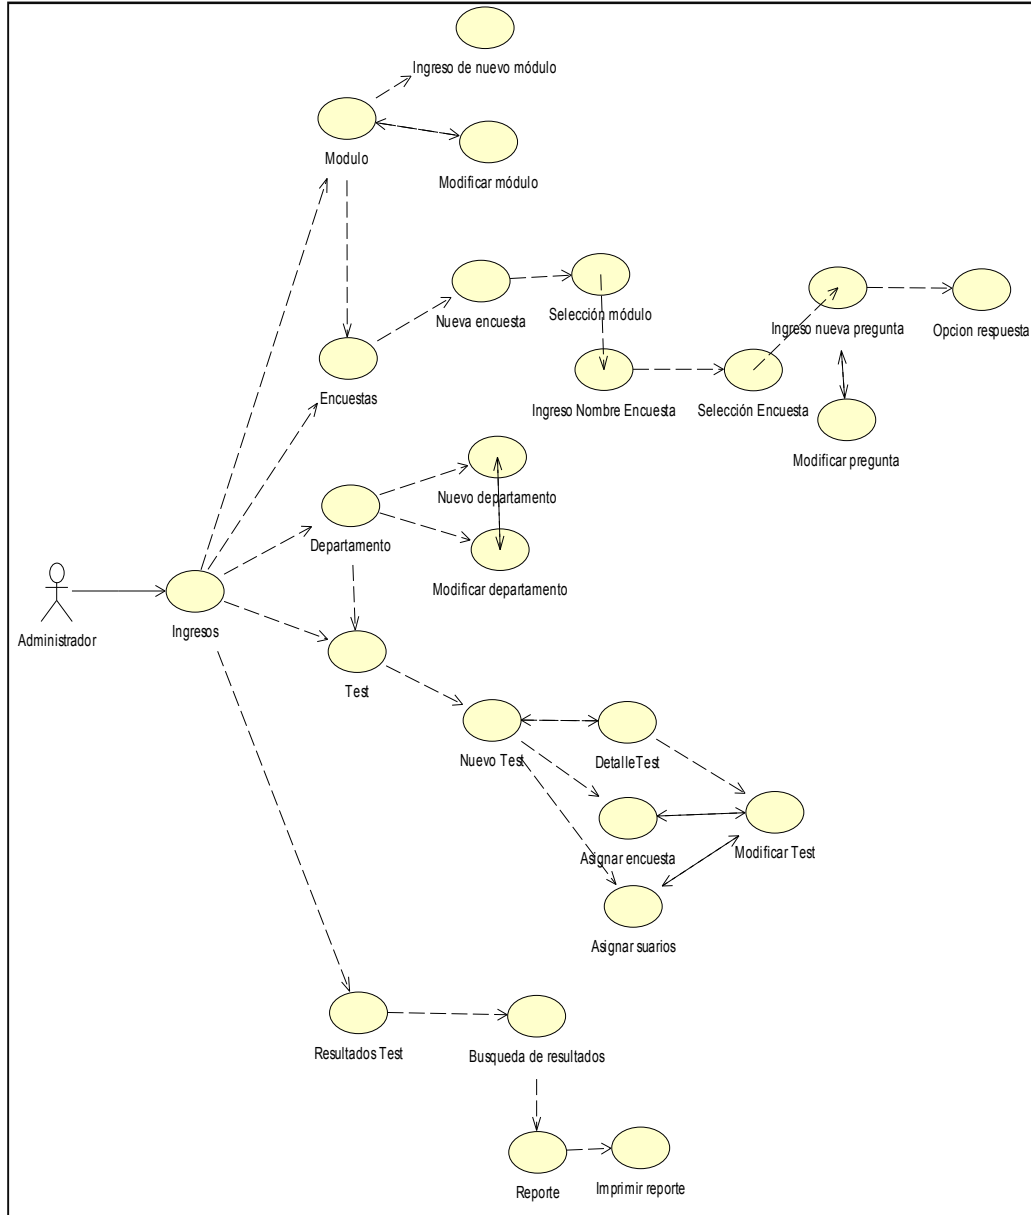 Ingreso de nuevo módulo
Modulo
Modificar módulo
Nueva encuesta
Selección módulo
Ingreso nueva pregunta
Opcion respuesta
Encuestas
Ingreso Nombre Encuesta
Selección Encuesta
Modificar pregunta
Nuevo departamento
Departamento
Modificar departamento
Administrador
Ingresos
Test
Nuevo Test
DetalleTest
Asignar encuesta
Modificar Test
Asignar suarios
Resultados Test
Busqueda de resultados
Reporte
Imprimir reporte